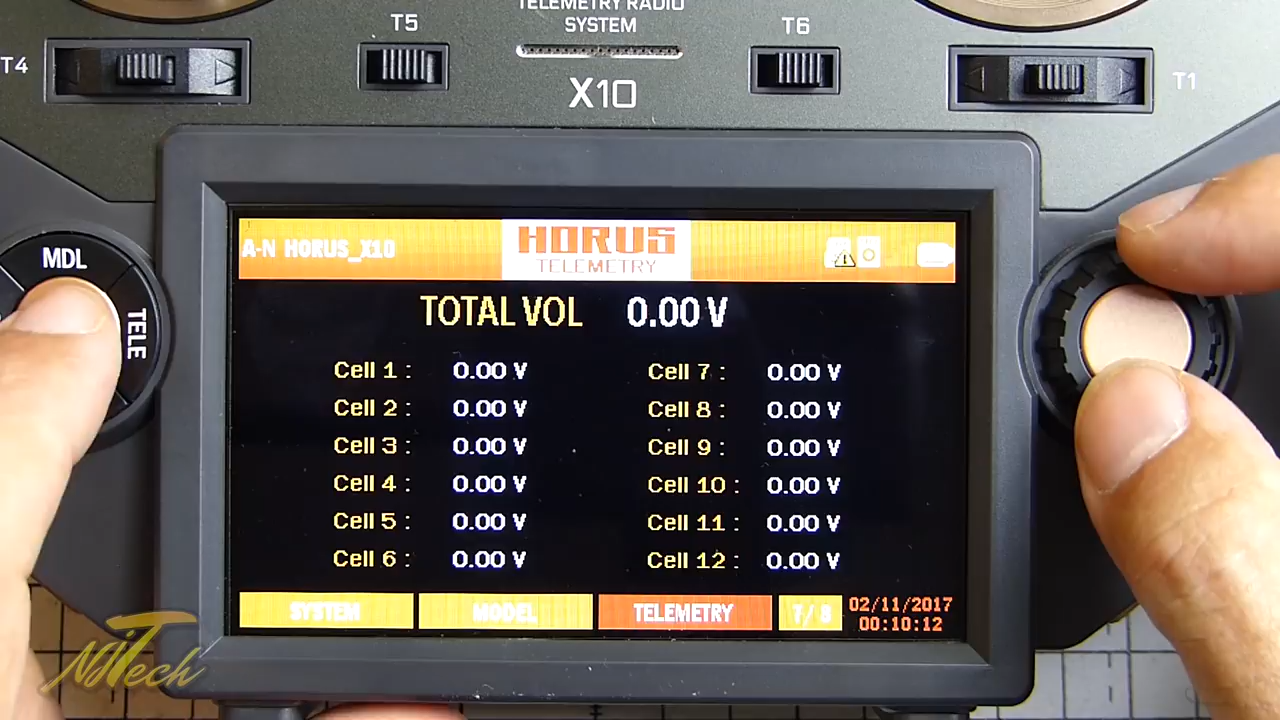 TELEMETRY RADIO
SYSTEM
X10
T4
T5
T6
T1
MDL
TELE
A-N HORUS_X10
HORUS
TELEMETRY
TOTAL VOL 0.00 V
Cell 1 : 0.00 V Cell 7 : 0.00 V
Cell 2 : 0.00 V Cell 8 : 0.00 V
Cell 3 : 0.00 V Cell 9 : 0.00 V
Cell 4 : 0.00 V Cell 10 : 0.00 V
Cell 5 : 0.00 V Cell 11 : 0.00 V
Cell 6 : 0.00 V Cell 12 : 0.00 V
SYSTEM MODEL TELEMETRY 7/8 02/11/2017
00:10:12
NJTech